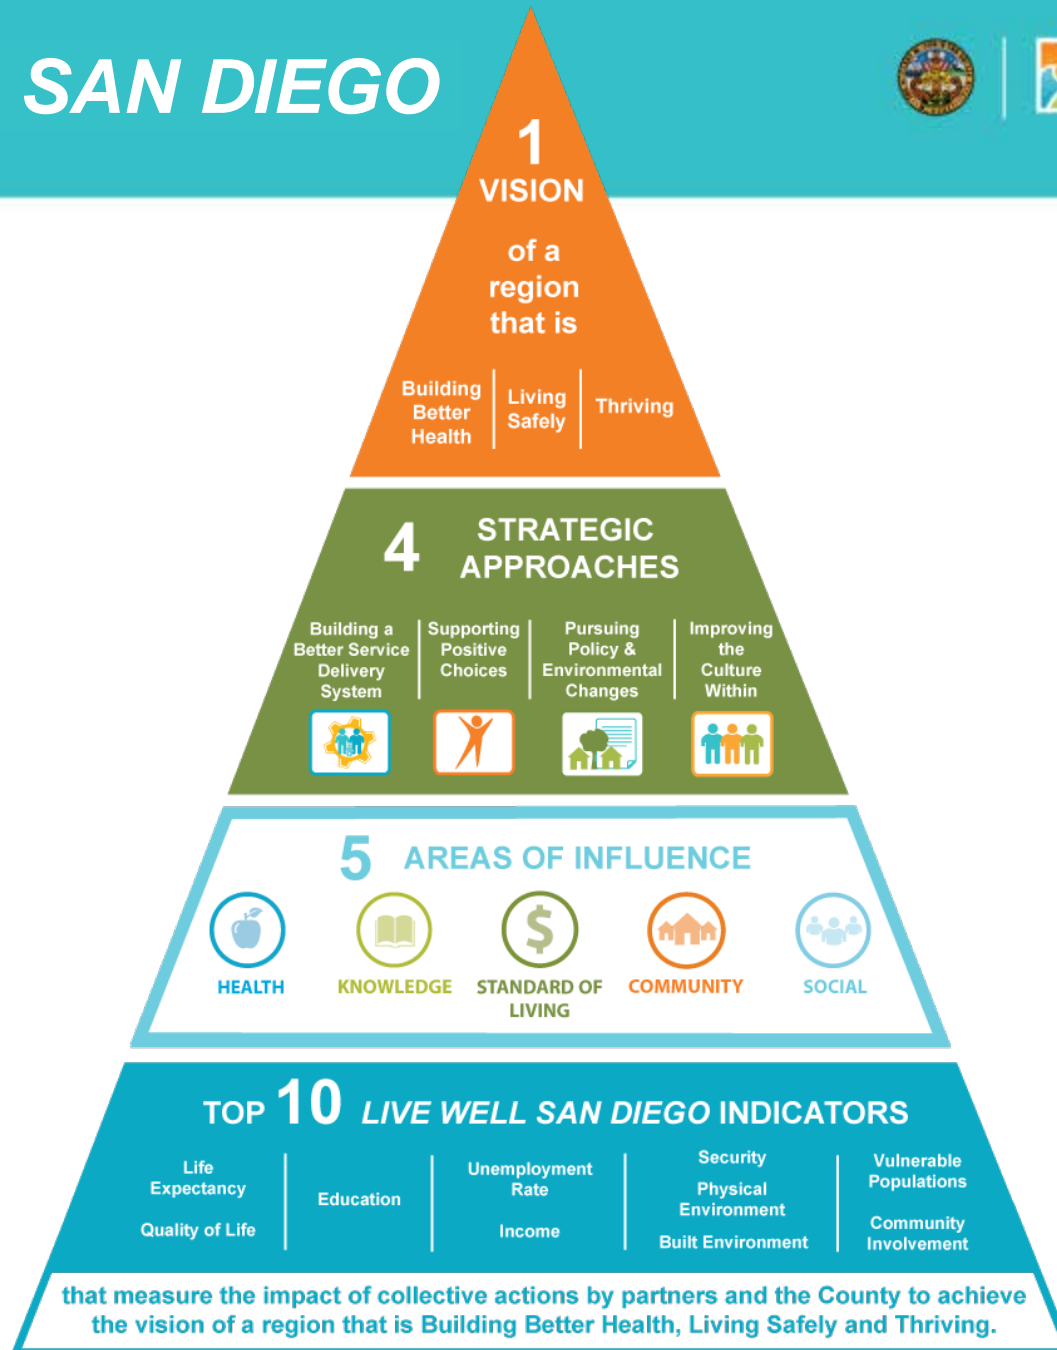 SAN DIEGO
1
VISION
of a
region
that is
Building
Better
Health
Living
Safely
Thriving
4
STRATEGIC
APPROACHES
Building a
Better Service
Delivery
System
Supporting
Positive
Choices
Pursuing
Policy &
Environmental
Changes
Improving
the
Culture
Within
5 AREAS OF INFLUENCE
HEALTH
KNOWLEDGE
STANDARD OF
LIVING
COMMUNITY
SOCIAL
TOP 10 LIVE WELL SAN DIEGO INDICATORS
Life
Expectancy
Quality of Life
Education
Unemployment
Rate
Income
Security
Physical
Environment
Built Environment
Vulnerable
Populations
Community
Involvement
that measure the impact of collective actions by partners and the County to achieve
the vision of a region that is Building Better Health, Living Safely and Thriving.